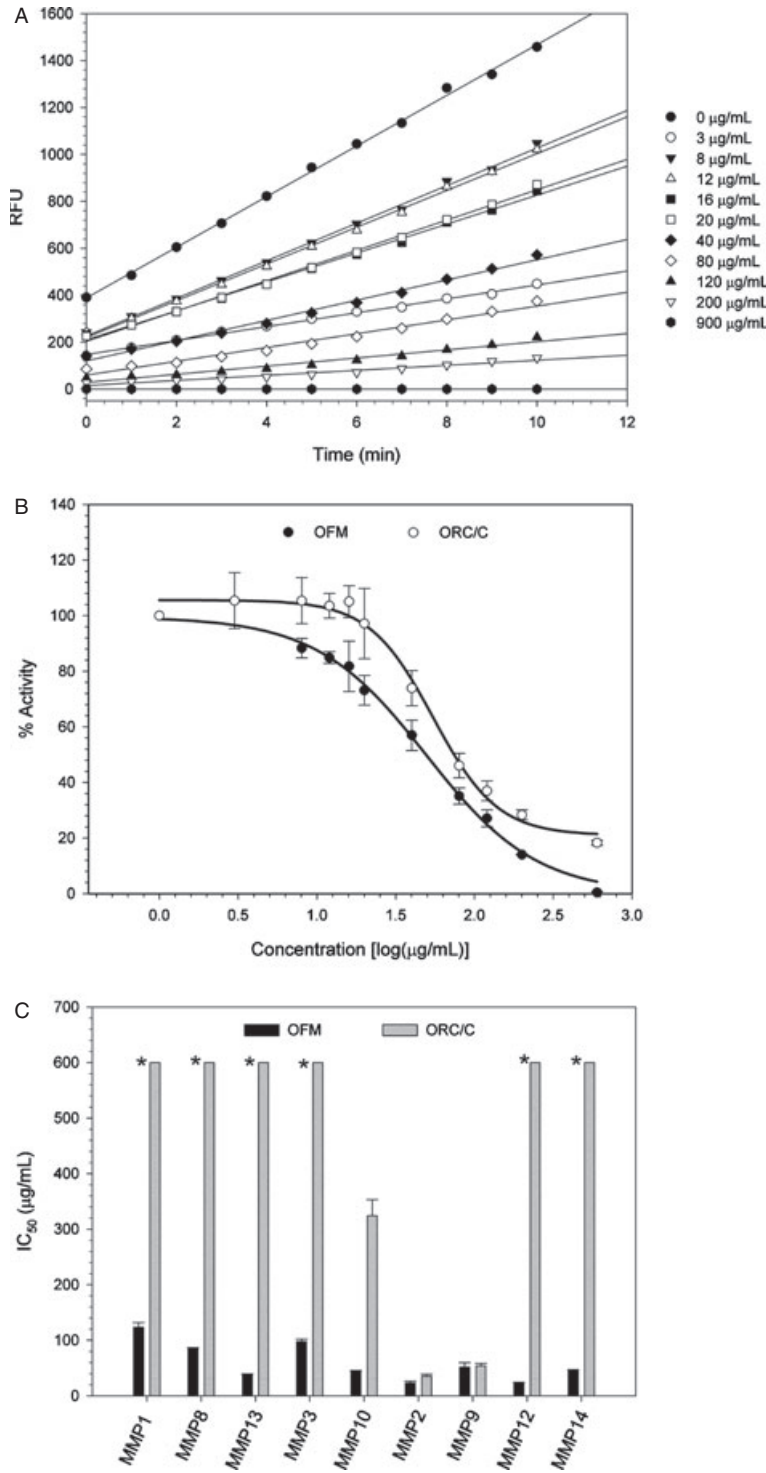 A
1600
1400
1200
1000
800
600
400
200
0
RFU
0 2 4 6 8 10 12
Time (min)
0 µg/mL
3 µg/mL
8 µg/mL
12 µg/mL
16 µg/mL
20 µg/mL
40 µg/mL
80 µg/mL
120 µg/mL
200 µg/mL
900 µg/mL
B
140
120
100
80
60
40
20
0
% Activity
OFM ORC/C
0.0 0.5 1.0 1.5 2.0 2.5 3.0
Concentration [log(µg/mL)]
C
700
600
500
400
300
200
100
0
IC50 (µg/mL)
OFM ORC/C
* * * * * *
MMP1 MMP8 MMP13 MMP3 MMP10 MMP2 MMP9 MMP12 MMP14